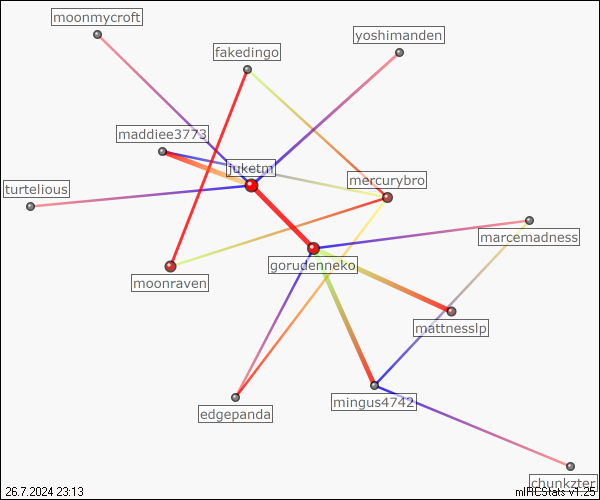 moonmycroft
yoshimanden
fakedingo
maddiee3773
juketm
mercurybro
turtelious
marcemadness
gorudenneko
moonraven
mattnesslp
mingus4742
edgepanda
chunkzter
26.7.2024 23:13
mIRCStats v1.25